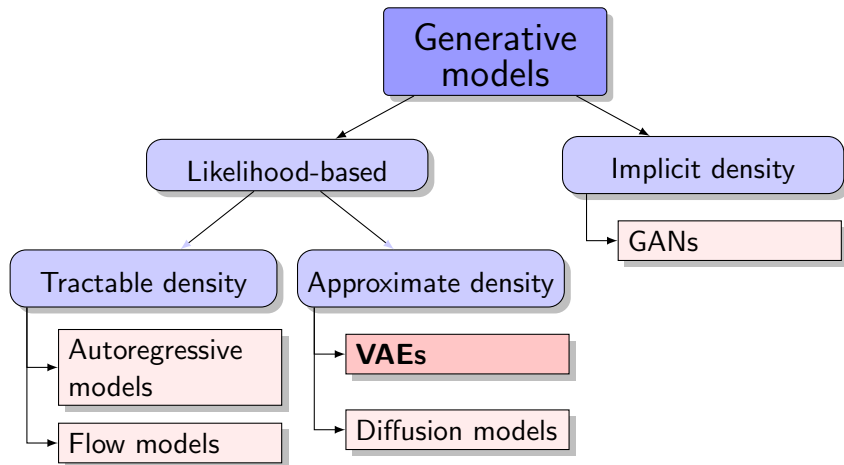 Generative
models
Likelihood-based
Implicit density
GANs
Tractable density
Approximate density
Autoregressive
models
VAEs
Flow models
Diffusion models